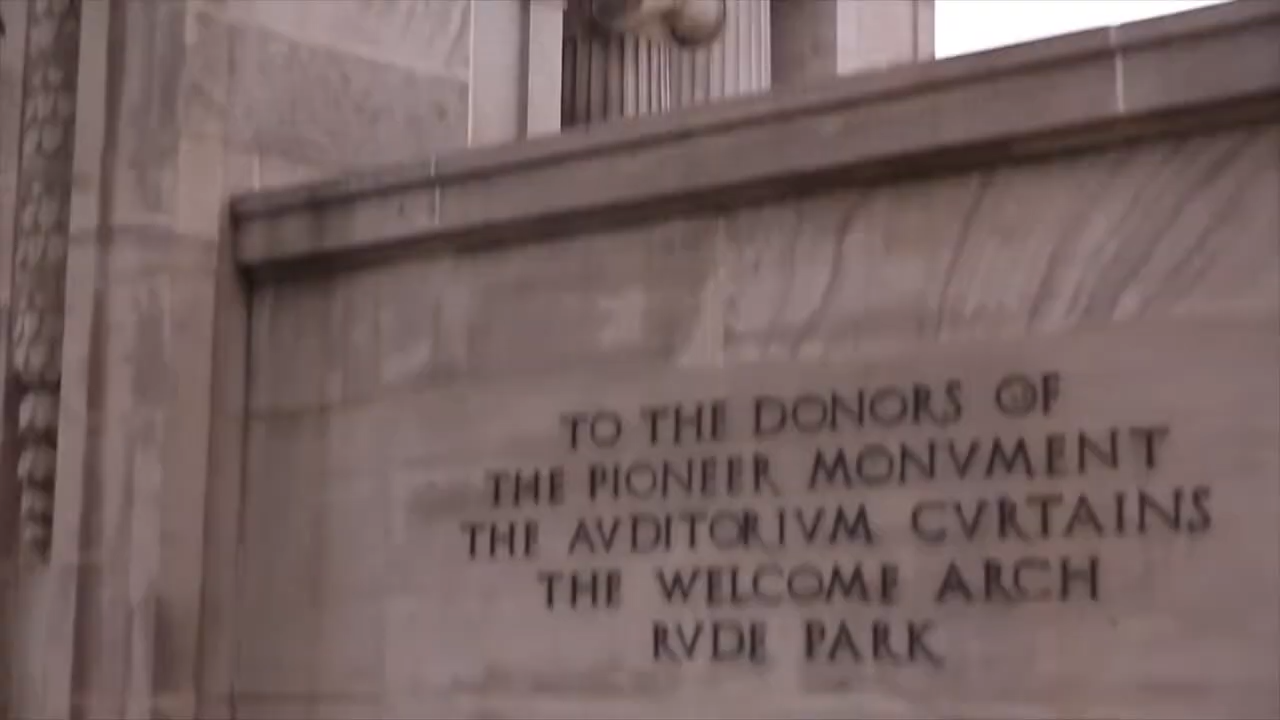 TO THE DONORS OF
THE PIONEER MONVMENT
THE AVDITORIVM CVRTAINS
THE WELCOME ARCH
RVDE PARK